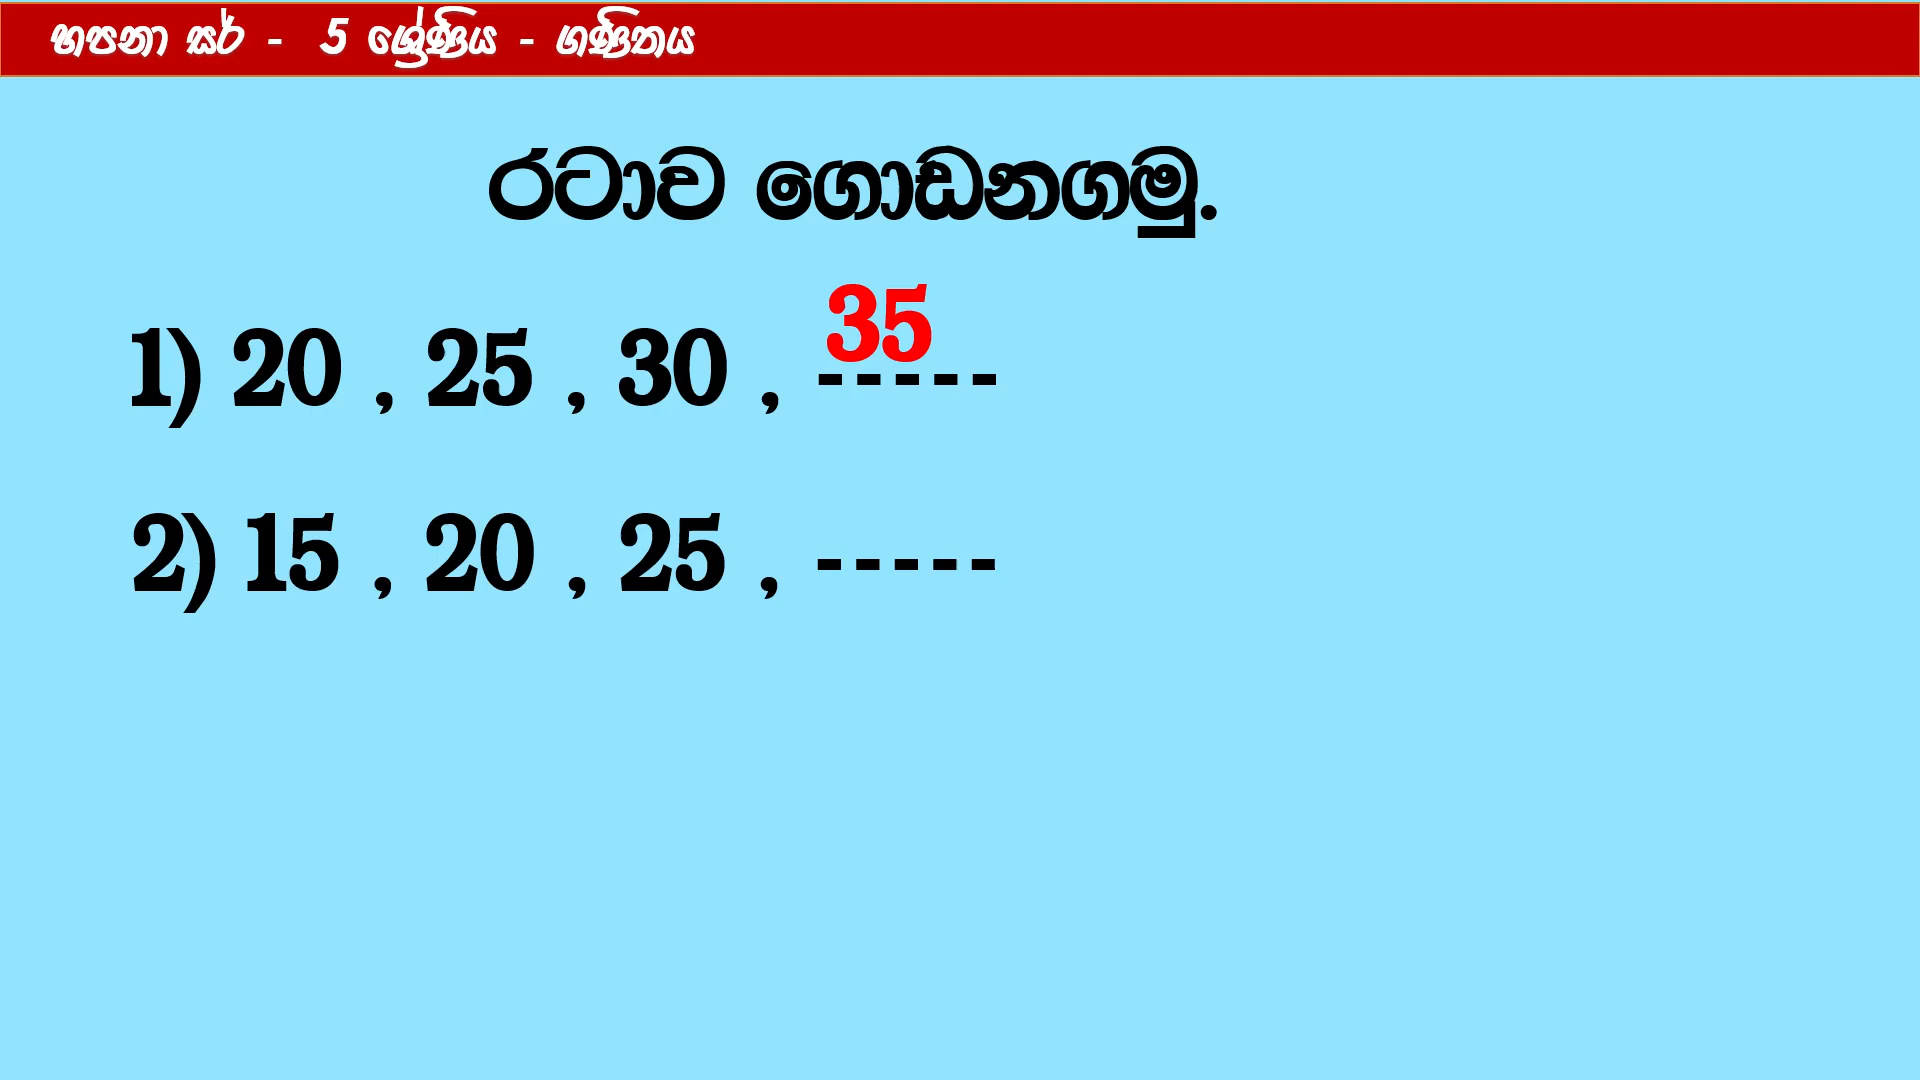 හපනා සර් - 5 ශ්‍රේණිය - ගණිතය
රටාව ගොඩනගමු.
35
1) 20 , 25 , 30 , -----
2) 15 , 20 , 25 , -----